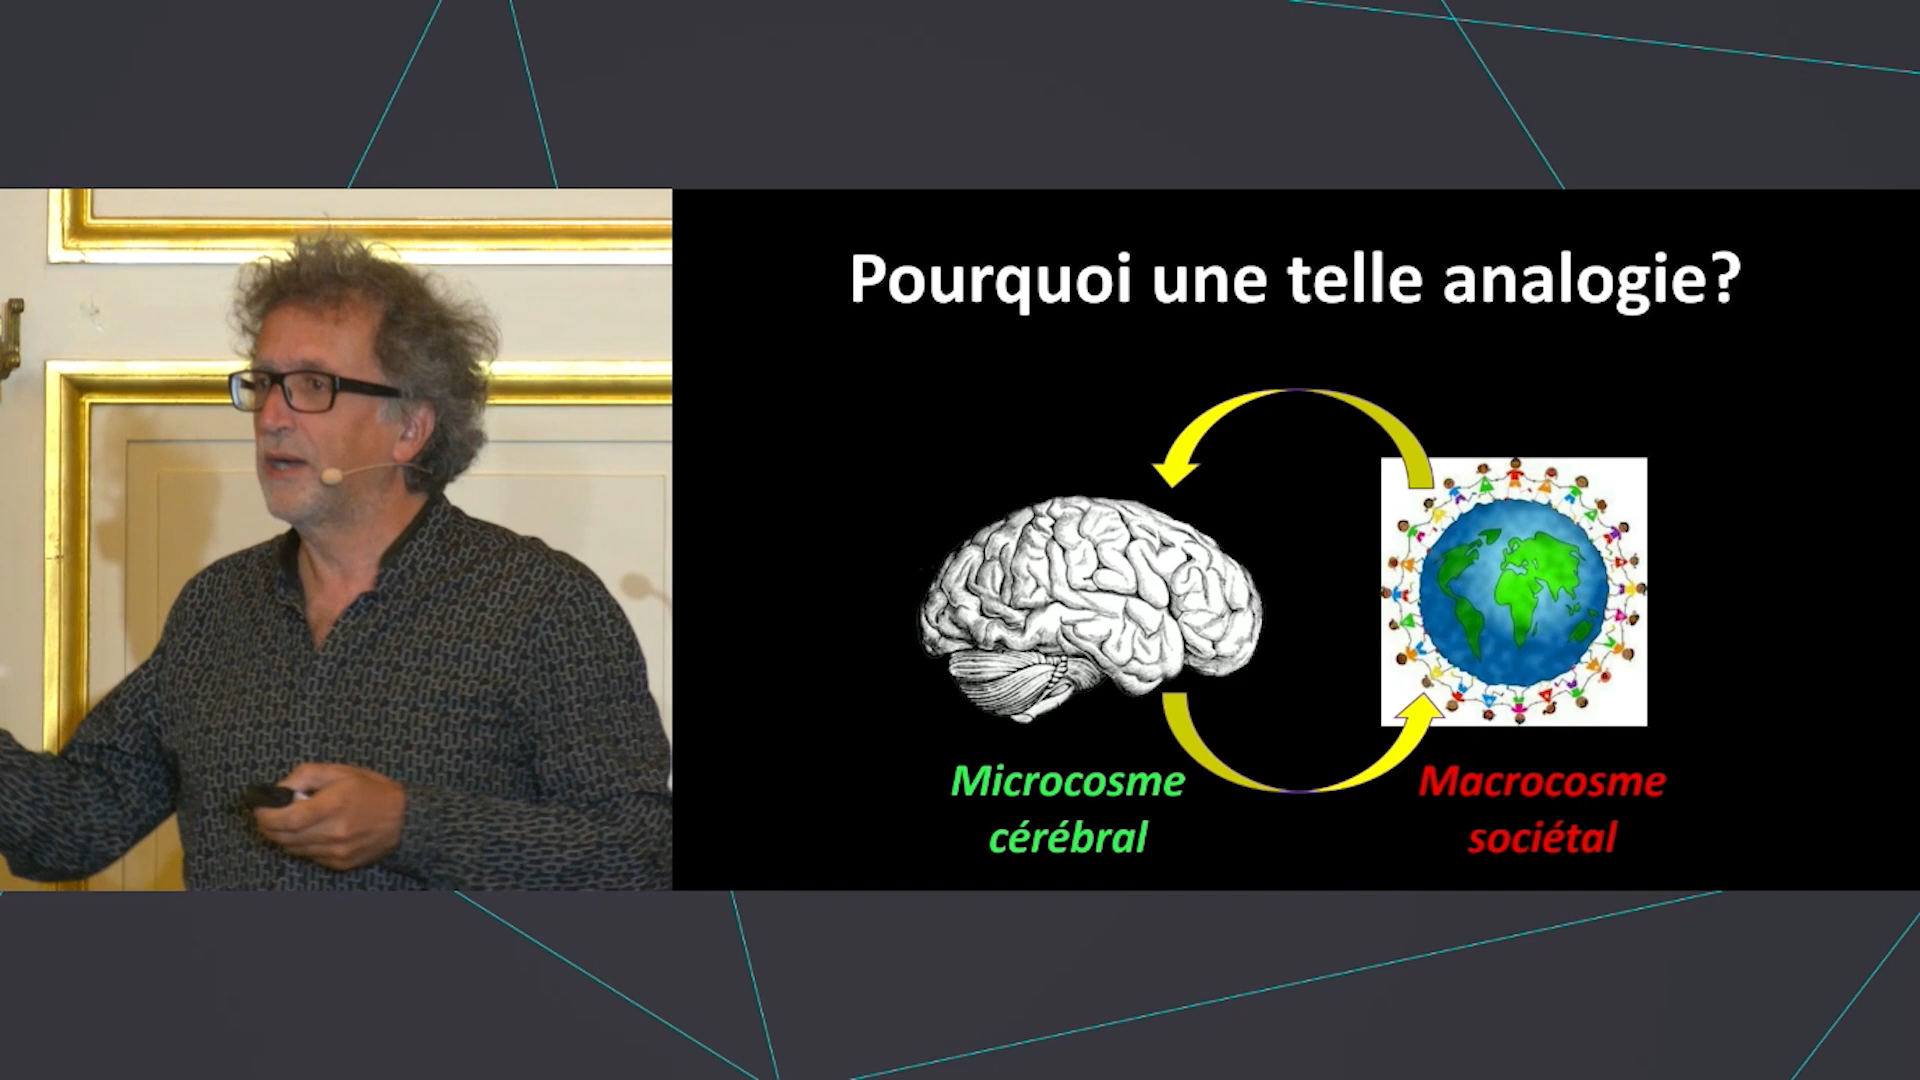 Pourquoi une telle analogie?
Microcosme
cérébral
Macrocosme
sociétal